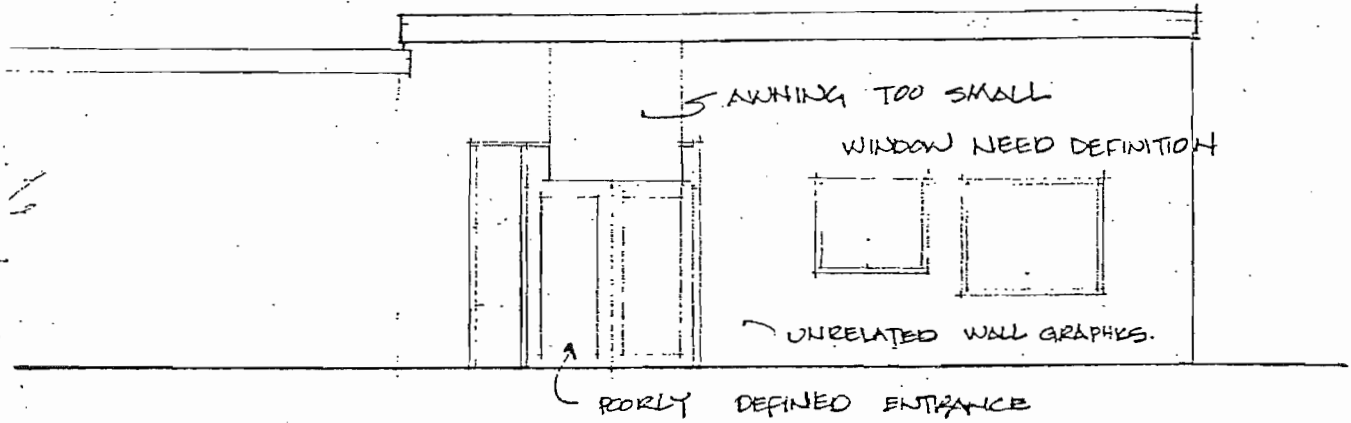 AWNING TOO SMALL
WINDOW NEED DEFINITION
UNRELATED WALL GRAPHICS.
POORLY DEFINED ENTRANCE